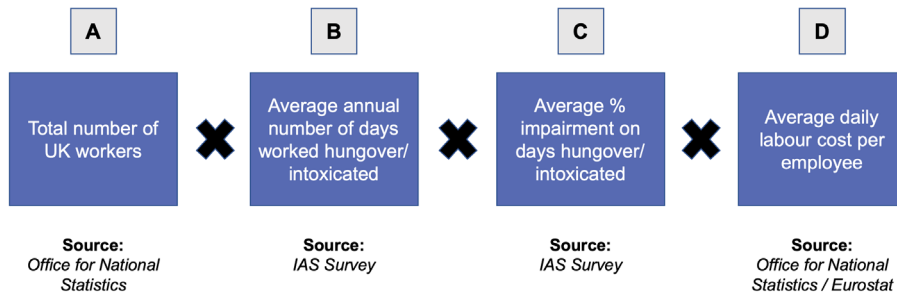 A
B
C
D
Total number of
UK workers
Average annual
number of days
worked hungover/
intoxicated
Average %
impairment on
days hungover/
intoxicated
Average daily
labour cost per
employee
Source:
Office for National
Statistics
Source:
IAS Survey
Source:
IAS Survey
Source:
Office for National
Statistics / Eurostat